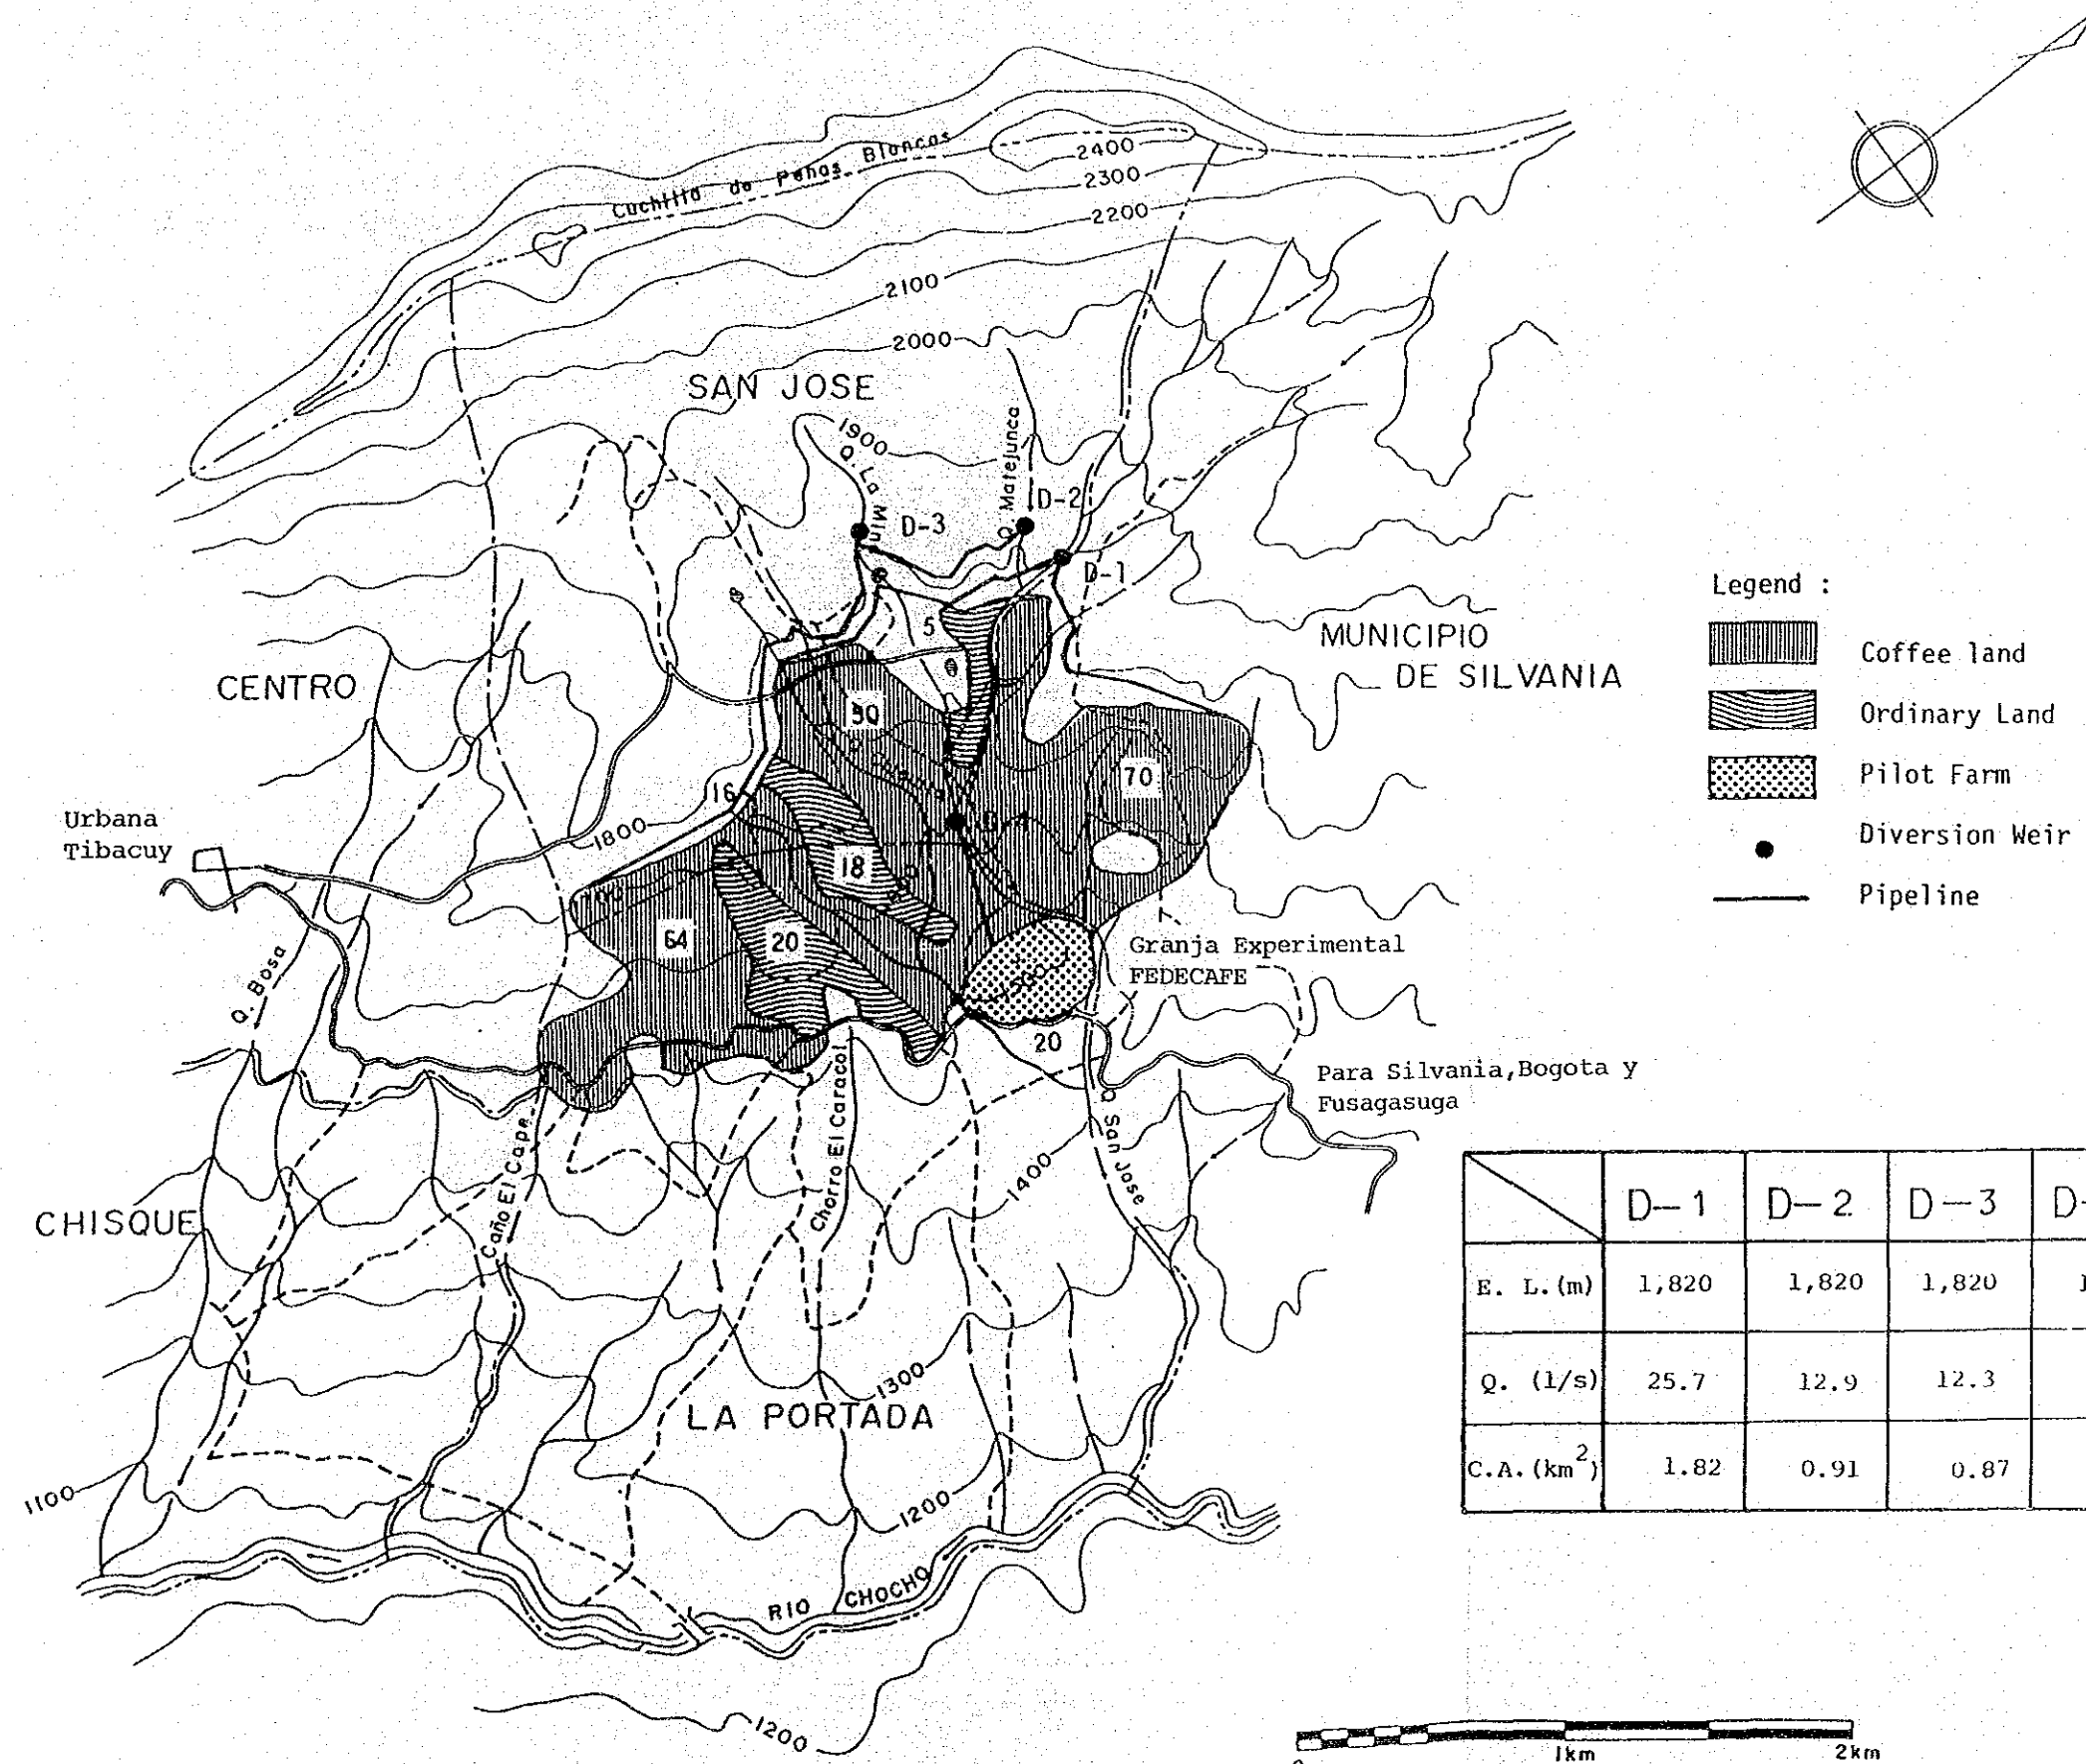 Cuchilla de Peñas Blancas
2400
2300
2200
2100
2000
SAN JOSE
1900
Q. La Mina
Q Matejunca
D-2
D-3
D-1
5
MUNICIPIO
DE SILVANIA
CENTRO
Legend :
Coffee land
Ordinary Land
Pilot Farm
Diversion Weir
Pipeline
70
16
18
D-4
Urbana
Tibacuy
1800
64
20
Granja Experimental
FEDECAFE
Q. Bosa
20
Para Silvania,Bogota y
Fusagasuga
Caño El Cape
Chorro El Caracol
Q San Jose
1400
CHISQUE
1300
LA PORTADA
1200
1100
RIO CHOCHO
1200
D-1 D-2 D-3 D-
E. L.(m) 1,820 1,820 1,820 1
Q. (l/s) 25.7 12.9 12.3
C.A.(km2) 1.82 0.91 0.87
0 1km 2km